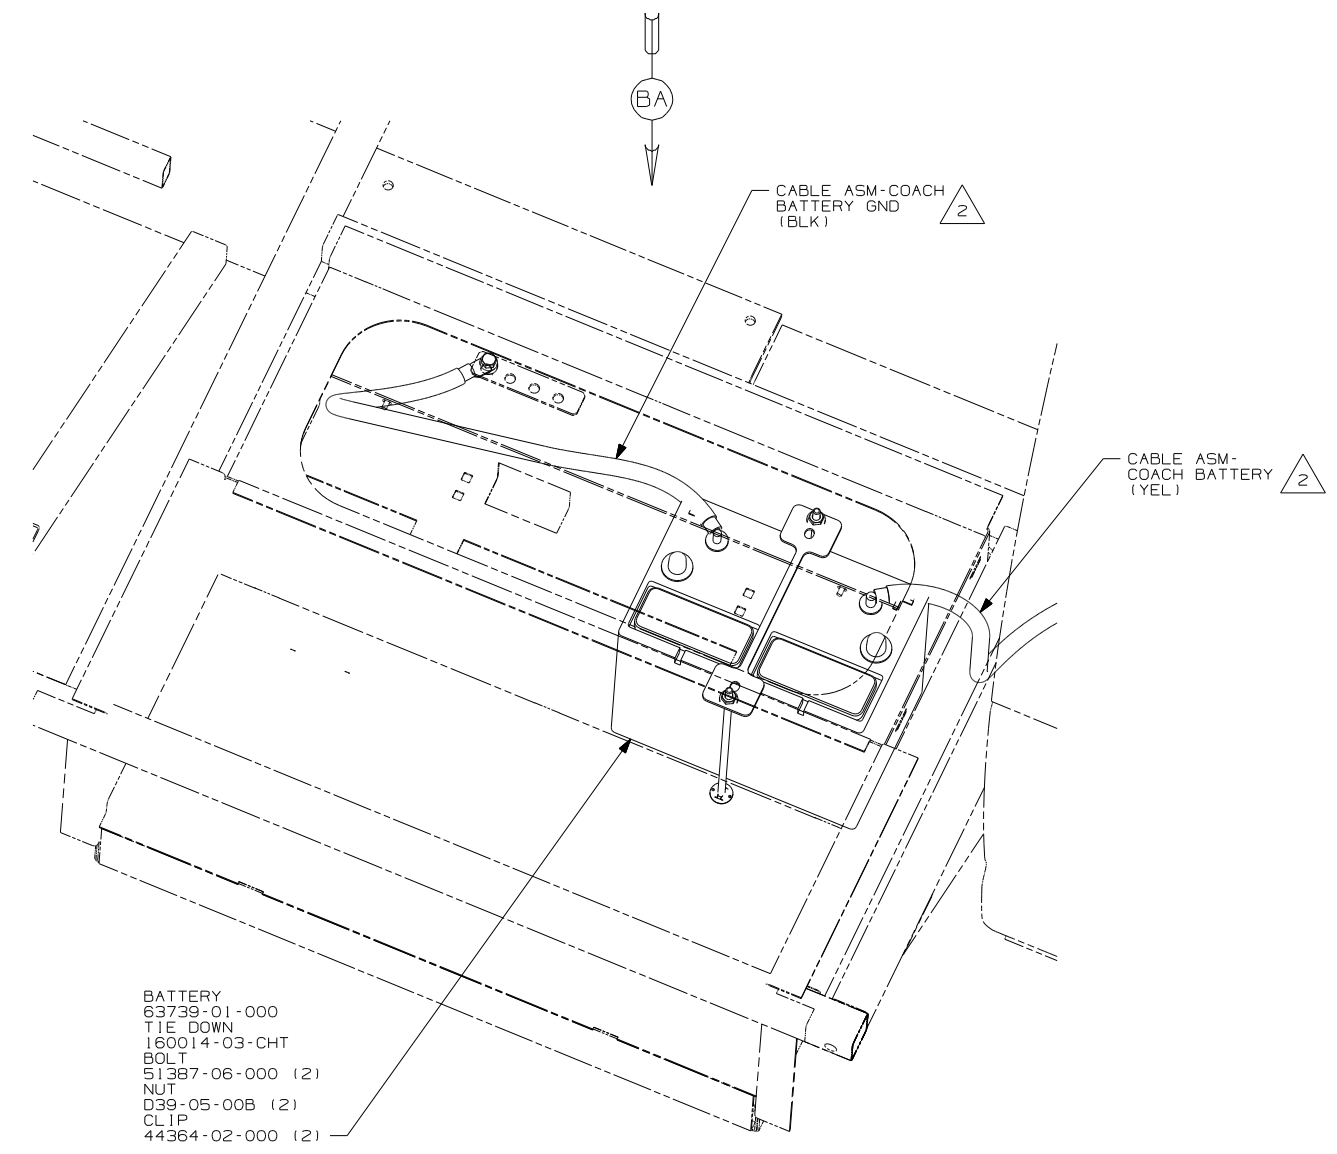 BA
CABLE ASM-COACH
BATTERY GND
(BLK)
2
CABLE ASM-
COACH BATTERY
(YEL)
2
BATTERY
63739-01-000
TIE DOWN
160014-03-CHT
BOLT
51387-06-000 (2)
NUT
D39-05-00B (2)
CLIP
44364-02-000 (2)